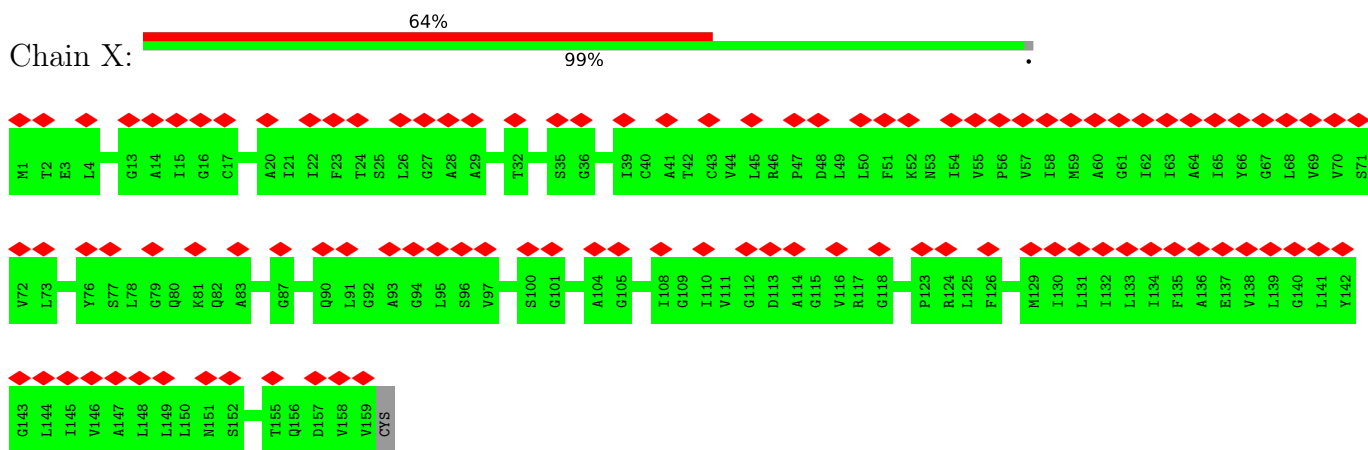 64%
Chain X:
99%
.
M1 T2 E3 L4 G13 A14 I15 G16 C17 A20 I21 I22 F23 T24 S25 L26 G27 A28 A29 T32 S35 G36 I39 C40 A41 T42 C43 V44 L45 R46 P47 D48 L49 L50 F51 K52 N53 I54 V55 P56 V57 I58 M59 A60 G61 I62 I63 A64 I65 Y66 G67 L68 V69 V70 S71
V72 L73 Y76 S77 L78 G79 Q80 K81 Q82 A83 G87 Q90 L91 G92 A93 G94 L95 S96 V97 S100 G101 A104 G105 I108 G109 I110 V111 G112 D113 A114 G115 V116 R117 G118 P123 R124 L125 F126 M129 I130 L131 I132 L133 I134 F135 A136 E137 V138 L139 G140 L141 Y142
G143 L144 I145 V146 A147 L148 L149 L150 N151 S152 T155 Q156 D157 V158 V159 CYS